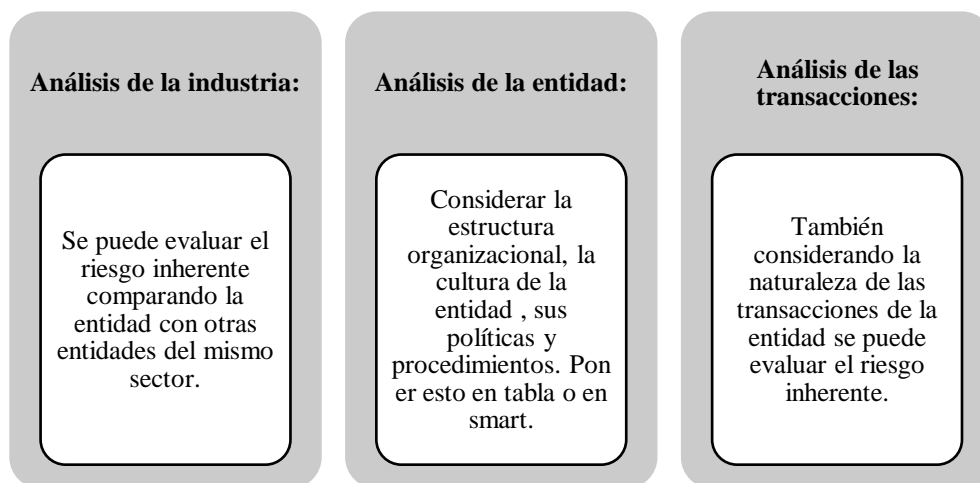 Análisis de la industria:
Se puede evaluar el
riesgo inherente
comparando la
entidad con otras
entidades del mismo
sector.
Análisis de la entidad:
Considerar la
estructura
organizacional, la
cultura de la
entidad , sus
políticas y
procedimientos. Pon
er esto en tabla o en
smart.
Análisis de las
transacciones:
También
considerando la
naturaleza de las
transacciones de la
entidad se puede
evaluar el riesgo
inherente.